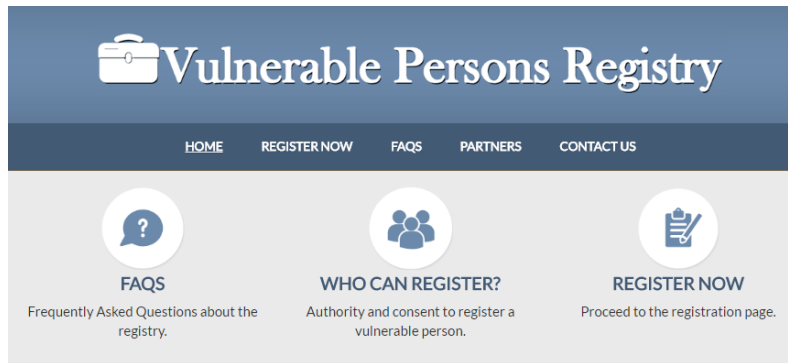 Vulnerable Persons Registry
HOME REGISTER NOW FAQS PARTNERS CONTACT US
?
FAQS
Frequently Asked Questions about the
registry.
WHO CAN REGISTER?
Authority and consent to register a
vulnerable person.
REGISTER NOW
Proceed to the registration page.